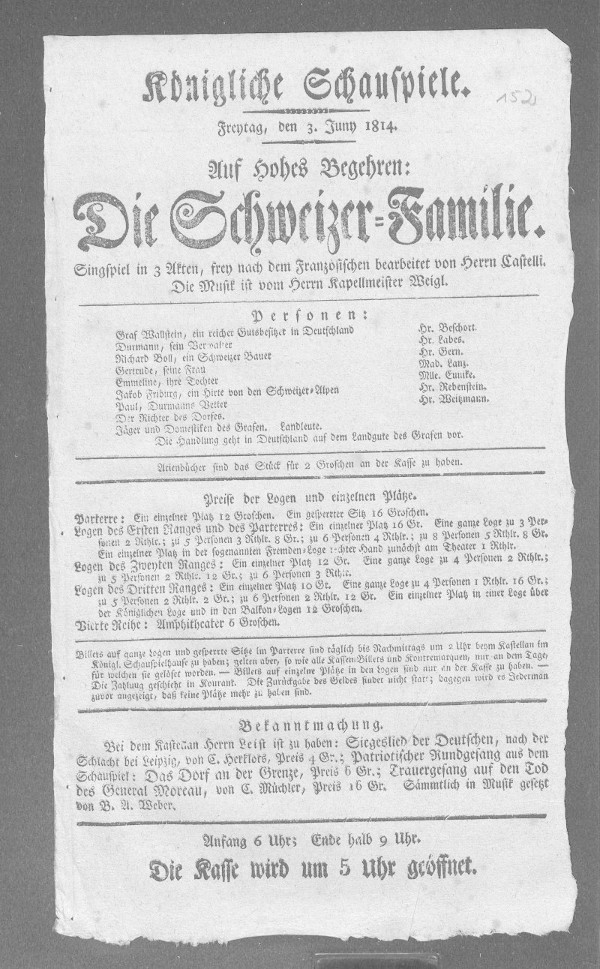 Königliche Schauspiele.
152
Freytag, den 3. Juny 1814.
Auf Hohes Begehren:
Die Schweizer-Familie.
Singspiel in 3 Akten, frey nach dem Französischen bearbeitet von Herrn Castelli.
Die Musik ist vom Herrn Kapellmeister Weigl.
Personen:
Graf Wallstein, ein reicher Gutsbesitzer in Deutschland Hr. Beschort.
Durmann, sein Verwalter Hr. Labes.
Richard Boll, ein Schweizer Bauer Hr. Gern.
Gertrude, seine Frau Mad. Lanz.
Emmeline, ihre Tochter Mlle. Eunike.
Jakob Friburg, ein Hirte von den Schweizer-Alpen Hr. Rebenstein.
Paul, Durmanns Vetter Hr. Weitzmann.
Der Richter des Dorfes.
Jäger und Domestiken des Grafen. Landleute.
Die Handlung geht in Deutschland auf dem Landgute des Grafen vor.
Arienbücher sind das Stück für 2 Groschen an der Kasse zu haben.
Preise der Logen und einzelnen Plätze.
Parterre: Ein einzelner Platz 12 Groschen. Ein gesperrter Sitz 16 Groschen.
Logen des Ersten Ranges und des Parterres: Ein einzelner Platz 16 Gr. Eine ganze Loge zu 3 Per-
sonen 2 Rthlr.; zu 5 Personen 3 Rthlr. 8 Gr.; zu 6 Personen 4 Rthlr.; zu 8 Personen 5 Rthlr. 8 Gr.
Ein einzelner Platz in der sogenannten Fremden-Loge rechter Hand zunächst am Theater 1 Rthlr.
Logen des Zweyten Ranges: Ein einzelner Platz 12 Gr. Eine ganze Loge zu 4 Personen 2 Rthlr.;
zu 5 Personen 2 Rthlr. 12 Gr.; zu 6 Personen 3 Rthlr.
Logen des Dritten Ranges: Ein einzelner Platz 10 Gr. Eine ganze Loge zu 4 Personen 1 Rthlr. 16 Gr.;
zu 5 Personen 2 Rthlr. 2 Gr.; zu 6 Personen 2 Rthlr. 12 Gr. Ein einzelner Platz in einer Loge über
der Königlichen Loge und in den Balkon-Logen 12 Groschen.
Vierte Reihe: Amphitheater 6 Groschen.
Billets auf ganze Logen und gesperrte Sitze im Parterre sind täglich bis Nachmittags um 2 Uhr beym Kastellan im
Königl. Schauspielhause zu haben; gelten aber, so wie alle Kassen-Billets und Kontremarquen, nur an dem Tage,
für welchen sie gelöset worden. — Billets auf einzelne Plätze in den Logen sind nur an der Kasse zu haben. —
Die Zahlung geschieht in Kourant. Die Zurückgabe des Geldes findet nicht statt; dagegen wird es Jedermann
zuvor angezeigt, daß keine Plätze mehr zu haben sind.
Bekanntmachung.
Bei dem Kastellan Herrn Leist ist zu haben: Siegeslied der Deutschen, nach der
Schlacht bei Leipzig, von C. Herklots, Preis 4 Gr.; Patriotischer Rundgesang aus dem
Schauspiel: Das Dorf an der Grenze, Preis 6 Gr.; Trauergesang auf den Tod
des General Moreau, von C. Müchler, Preis 16 Gr. Sämmtlich in Musik gesetzt
von B. A. Weber.
Anfang 6 Uhr; Ende halb 9 Uhr.
Die Kasse wird um 5 Uhr geöffnet.